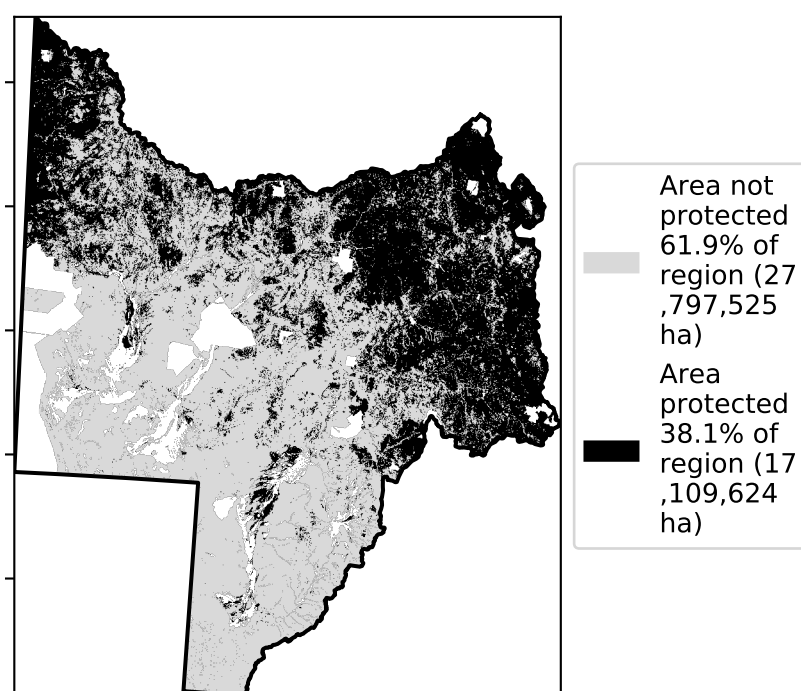 Area not
protected
61.9% of
region (27
,797,525
ha)
Area
protected
38.1% of
region (17
,109,624
ha)